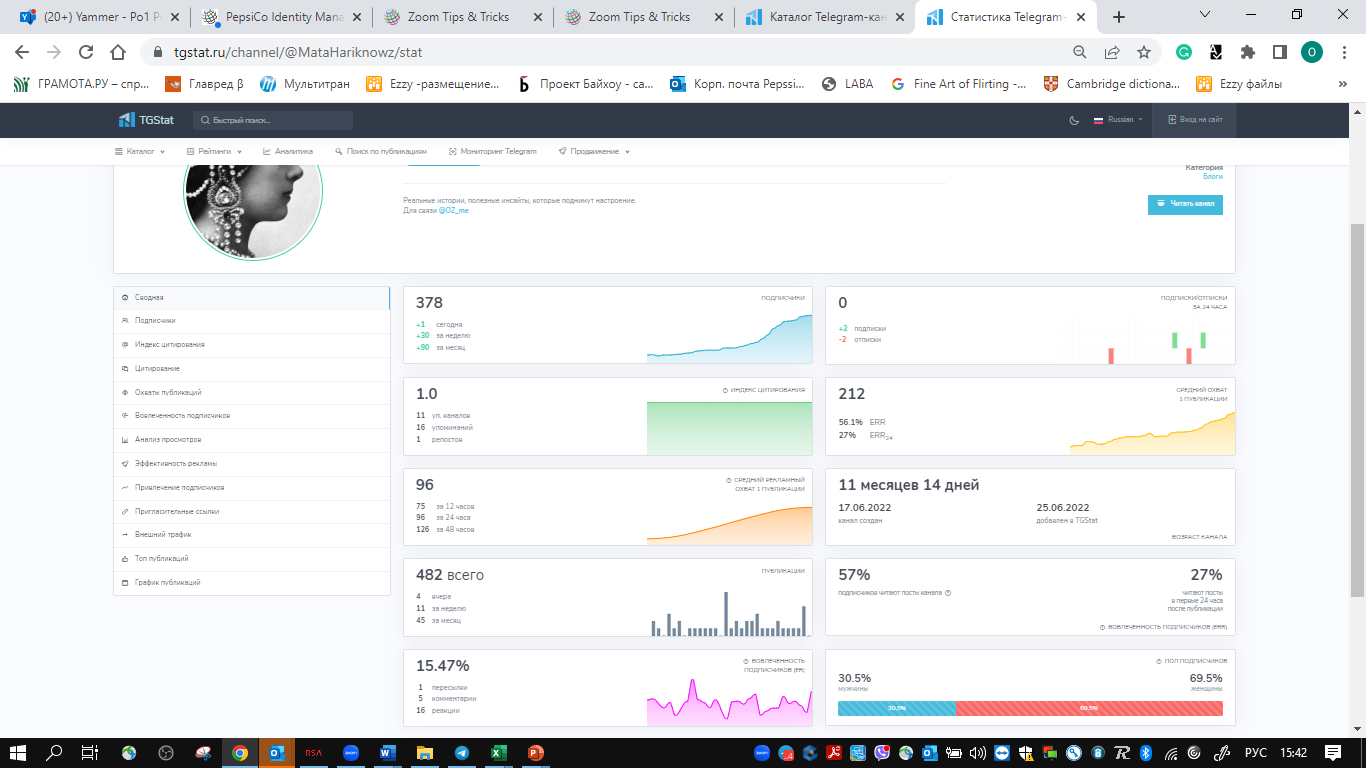 (20+) Yammer - Po1 P
PepsiCo Identity Mana
Zoom Tips & Tricks
Zoom Tips & Tricks
Каталог Telegram-кан
Статистика Telegram-
tgstat.ru/channel/@MataHariknowz/stat
O
ГРАМОТА.РУ – спр...
Главред β
Мультитран
Ezzy -размещение...
Проект Байхоу - са...
Корп. почта Pepssi...
LABA
Fine Art of Flirting -...
Cambridge dictiona...
Ezzy файлы
»
TGStat
Быстрый поиск...
Russian
Вход на сайт
Каталог
Рейтинги
Аналитика
Поиск по публикациям
Мониторинг Telegram
Продвижение
Категория
Блоги
Реальные истории, полезные инсайты, которые поднимут настроение.
Для связи @OZ_me
Читать канал
Сводная
Подписчики
Индекс цитирования
Цитирование
Охваты публикаций
Вовлеченность подписчиков
Анализ просмотров
Эффективность рекламы
Привлечение подписчиков
Пригласительные ссылки
Внешний трафик
Топ публикаций
График публикаций
378
ПОДПИСЧИКИ
+1 сегодня
+30 за неделю
+90 за месяц
0
ПОДПИСКИ/ОТПИСКИ
ЗА 24 ЧАСА
+2 подписки
-2 отписки
1.0
ИНДЕКС ЦИТИРОВАНИЯ
11 уп. каналов
16 упоминаний
1 репостов
212
СРЕДНИЙ ОХВАТ
1 ПУБЛИКАЦИИ
56.1% ERR
27% ERR24
96
СРЕДНИЙ РЕКЛАМНЫЙ
ОХВАТ 1 ПУБЛИКАЦИИ
75 за 12 часов
96 за 24 часа
126 за 48 часов
11 месяцев 14 дней
17.06.2022
канал создан
25.06.2022
добавлен в TGStat
ВОЗРАСТ КАНАЛА
482 всего
ПУБЛИКАЦИИ
4 вчера
11 за неделю
45 за месяц
57%
подписчиков читают посты канала
27%
читают посты
в первые 24 часа
после публикации
ВОВЛЕЧЕННОСТЬ ПОДПИСЧИКОВ (ERR)
15.47%
ВОВЛЕЧЕННОСТЬ
ПОДПИСЧИКОВ (ER)
1 пересылки
5 комментарии
16 реакции
ПОЛ ПОДПИСЧИКОВ
30.5%
мужчины
69.5%
женщины
30.5%
69.5%
RSA
zoom
РУС
15:42